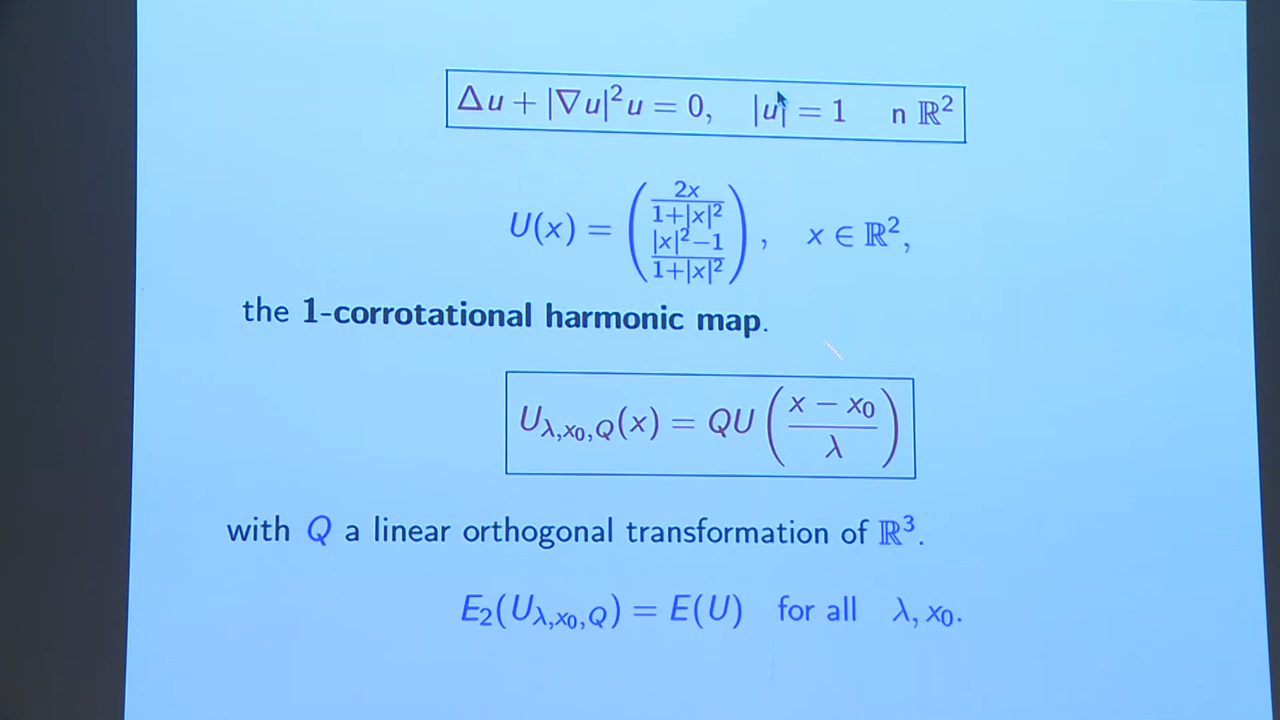 Δu + |∇u|²u = 0, |u| = 1 n ℝ²
U(x) = ( 2x / 1+|x|² ; |x|²−1 / 1+|x|² ) , x ∈ ℝ²,
the 1-corrotational harmonic map.
U_{λ,x₀,Q}(x) = QU ( x − x₀ / λ )
with Q a linear orthogonal transformation of ℝ³.
E₂(U_{λ,x₀,Q}) = E(U) for all λ, x₀.